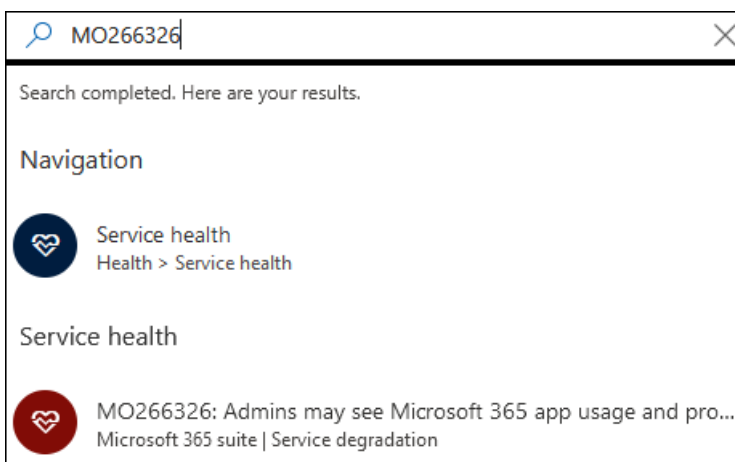 MO266326
Search completed. Here are your results.
Navigation
Service health
Health > Service health
Service health
MO266326: Admins may see Microsoft 365 app usage and pro...
Microsoft 365 suite | Service degradation